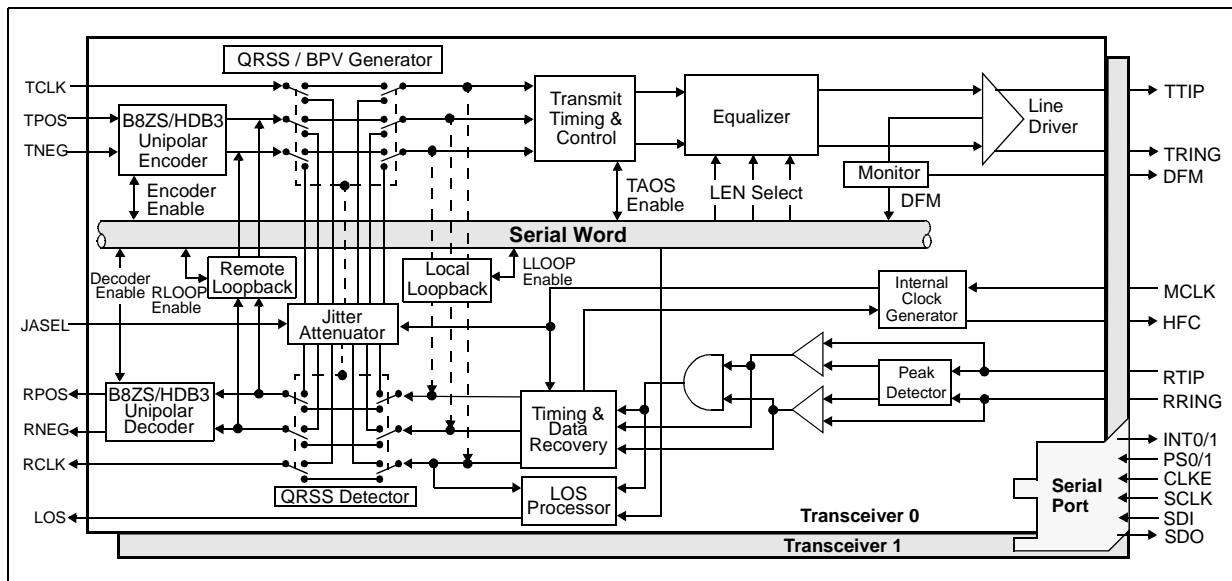 QRSS / BPV Generator
TCLK
TPOS
TNEG
B8ZS/HDB3
Unipolar
Encoder
Transmit
Timing &
Control
Equalizer
Line
Driver
TTIP
TRING
Monitor
DFM
DFM
Encoder
Enable
TAOS
Enable
LEN Select
Serial Word
Decoder
Enable
RLOOP
Enable
Remote
Loopback
Local
Loopback
LLOOP
Enable
Internal
Clock
Generator
MCLK
HFC
JASEL
Jitter
Attenuator
RPOS
RNEG
RCLK
B8ZS/HDB3
Unipolar
Decoder
Timing &
Data
Recovery
Peak
Detector
RTIP
RRING
QRSS Detector
LOS
LOS
Processor
Serial
Port
INT0/1
PS0/1
CLKE
SCLK
SDI
SDO
Transceiver 0
Transceiver 1